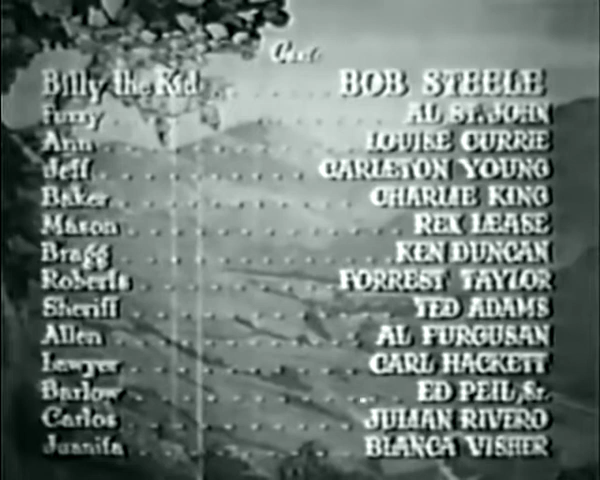 Cast
Billy the Kid . . . . . . . BOB STEELE
Fuzzy . . . . . . . . . . . AL ST. JOHN
Ann . . . . . . . . . . . LOUISE CURRIE
Jeff . . . . . . . . . . CARLETON YOUNG
Baker . . . . . . . . . . . CHARLIE KING
Mason . . . . . . . . . . . REX LEASE
Bragg . . . . . . . . . . . KEN DUNCAN
Roberts . . . . . . . . FORREST TAYLOR
Sheriff . . . . . . . . . . . TED ADAMS
Allen . . . . . . . . . . . AL FURGUSAN
Lawyer . . . . . . . . . . CARL HACKETT
Barlow . . . . . . . . . . . ED PEIL, Sr.
Carlos . . . . . . . . . . JULIAN RIVERO
Juanita . . . . . . . . . BLANCA VISHER